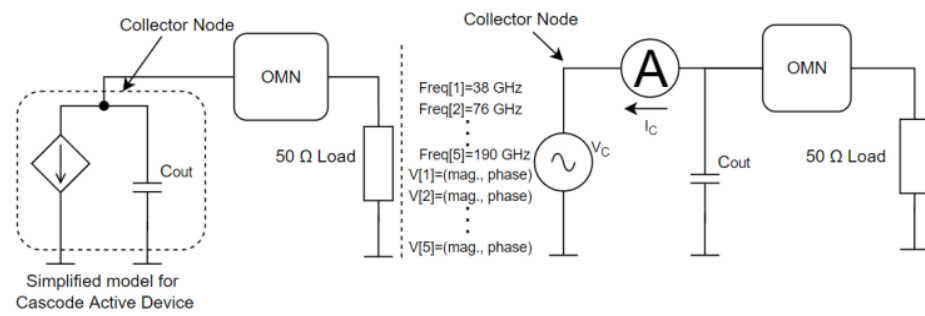 Collector Node
OMN
50 Ω Load
Cout
Simplified model for
Cascode Active Device
Collector Node
Freq[1]=38 GHz
Freq[2]=76 GHz
Freq[5]=190 GHz
V[1]=(mag., phase)
V[2]=(mag., phase)
V[5]=(mag., phase)
VC
A
IC
Cout
OMN
50 Ω Load